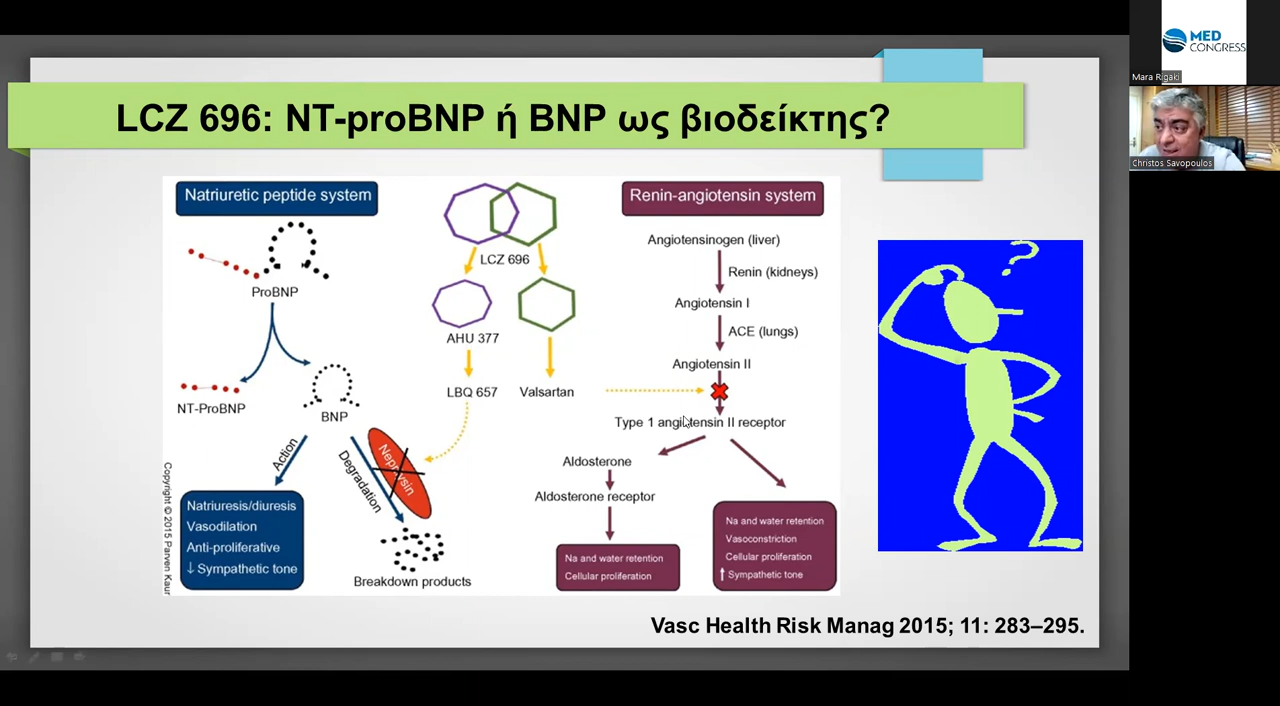 LCZ 696: NT-proBNP ή BNP ως βιοδείκτης?
Natriuretic peptide system
ProBNP
NT-ProBNP
BNP
Action
Degradation
Neprilysin
Natriuresis/diuresis
Vasodilation
Anti-proliferative
↓ Sympathetic tone
Breakdown products
LCZ 696
AHU 377
LBQ 657
Valsartan
Renin-angiotensin system
Angiotensinogen (liver)
Renin (kidneys)
Angiotensin I
ACE (lungs)
Angiotensin II
Type 1 angiotensin II receptor
Aldosterone
Aldosterone receptor
Na and water retention
Cellular proliferation
Na and water retention
Vasoconstriction
Cellular proliferation
↑ Sympathetic tone
Copyright © 2015 Parven Kaur
?
Vasc Health Risk Manag 2015; 11: 283–295.
MED
CONGRESS
Mara Rigaki
Christos Savopoulos